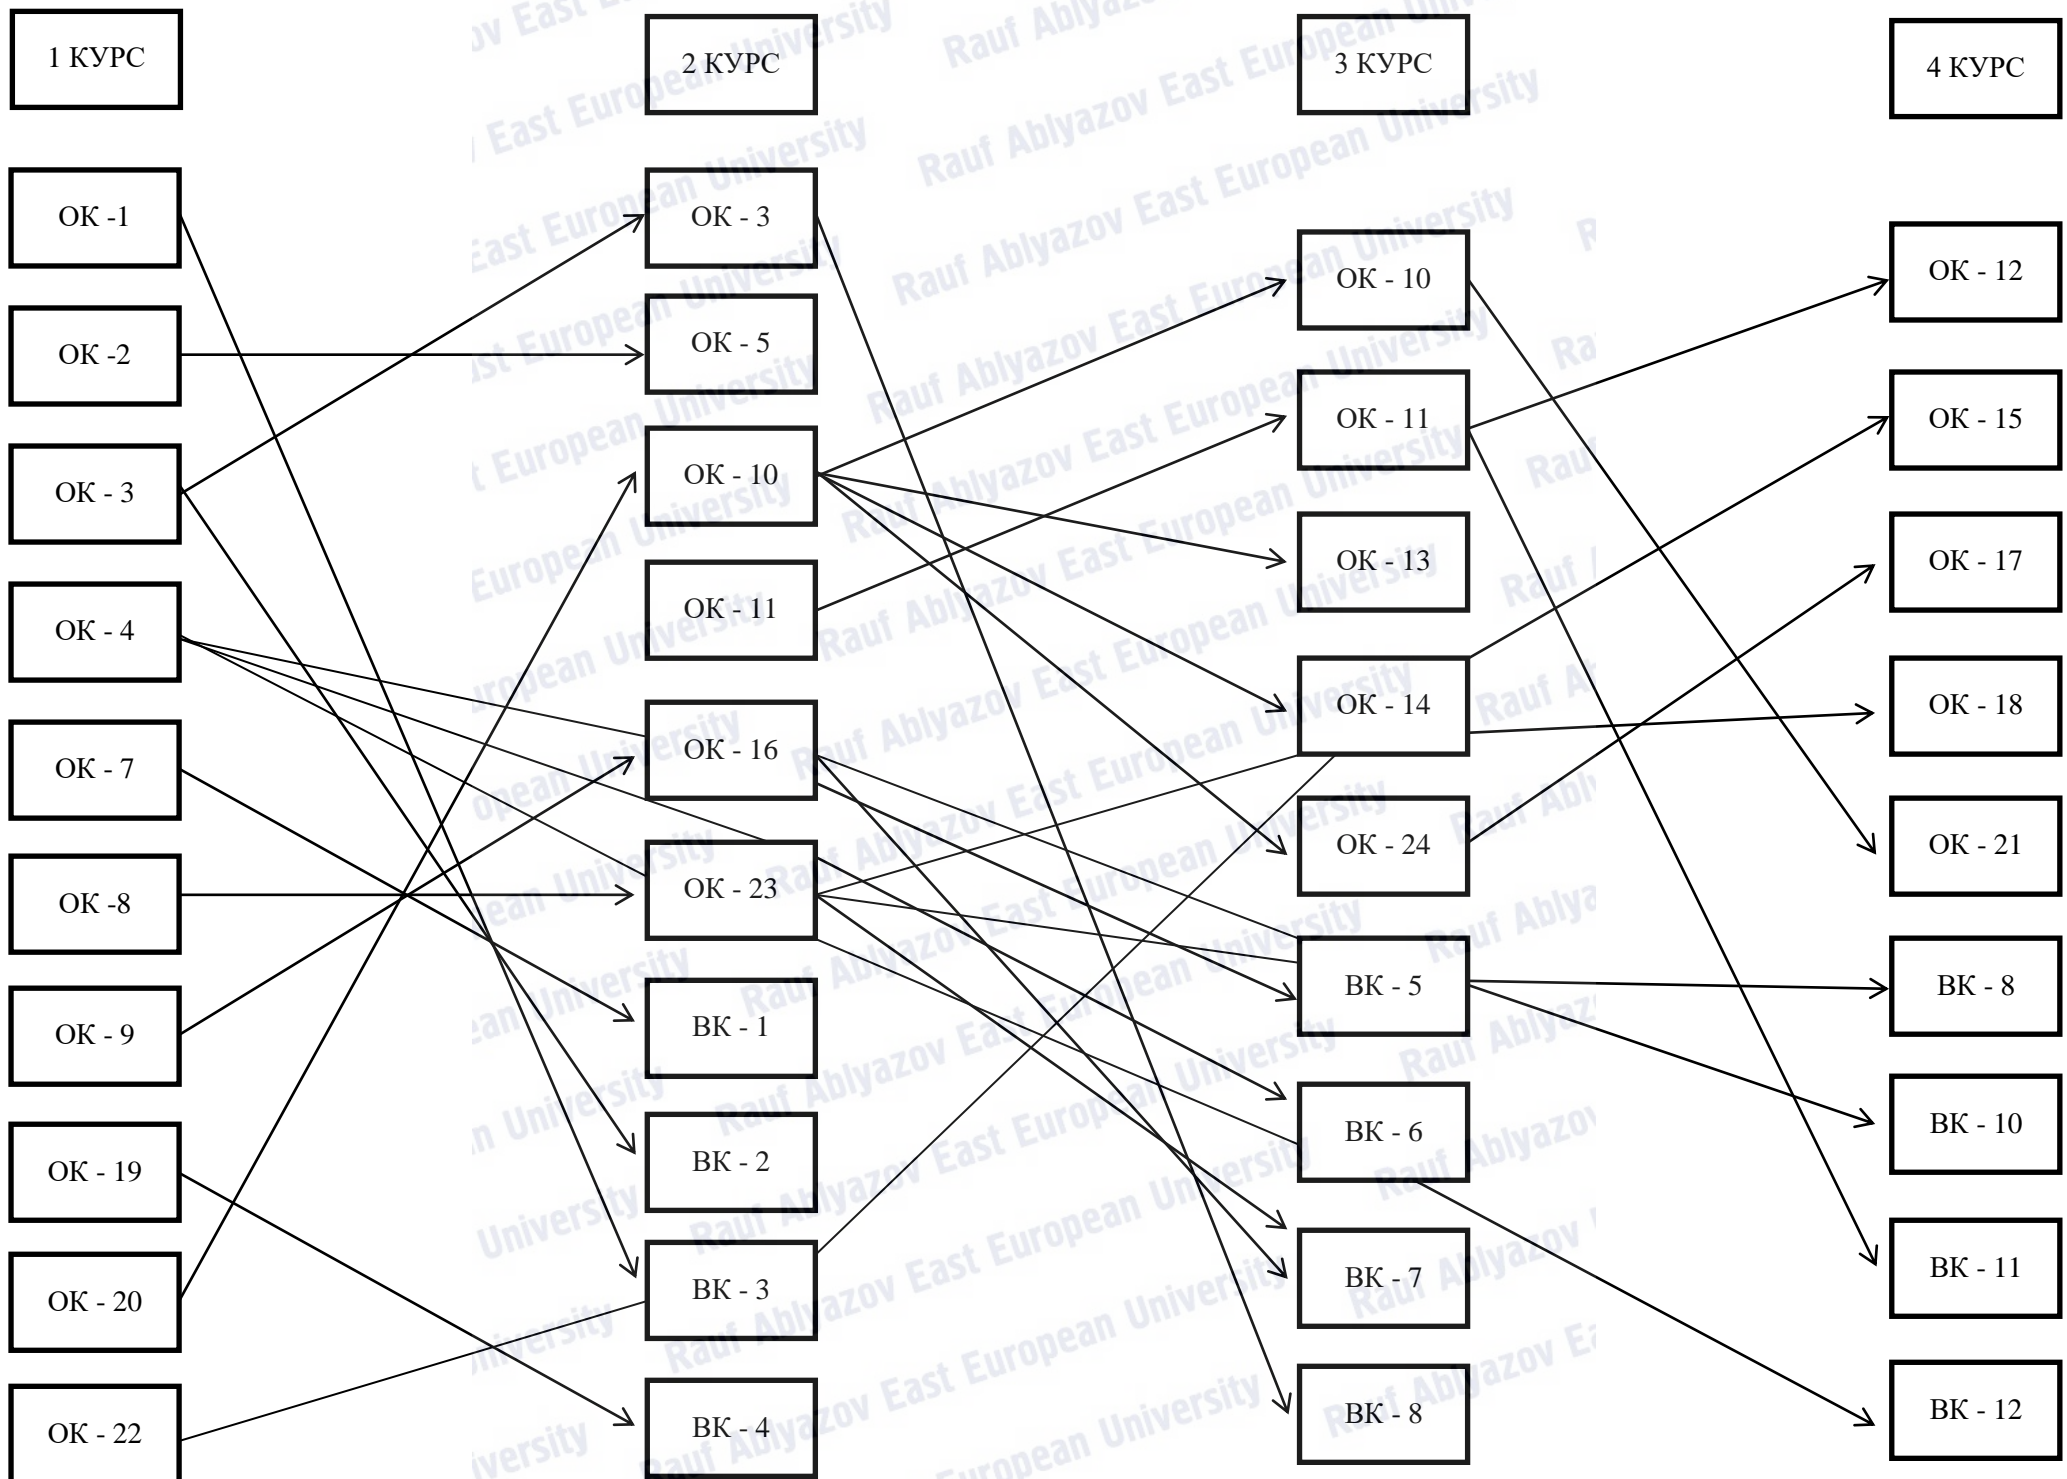 1 КУРС
ОК -1
ОК -2
ОК - 3
ОК - 4
ОК - 7
ОК -8
ОК - 9
ОК - 19
ОК - 20
ОК - 22
2 КУРС
ОК - 3
ОК - 5
ОК - 10
ОК - 11
ОК - 16
ОК - 23
ВК - 1
ВК - 2
ВК - 3
ВК - 4
3 КУРС
ОК - 10
ОК - 11
ОК - 13
ОК - 14
ОК - 24
ВК - 5
ВК - 6
ВК - 7
ВК - 8
4 КУРС
ОК - 12
ОК - 15
ОК - 17
ОК - 18
ОК - 21
ВК - 8
ВК - 10
ВК - 11
ВК - 12
Rauf Ablyazov East European University